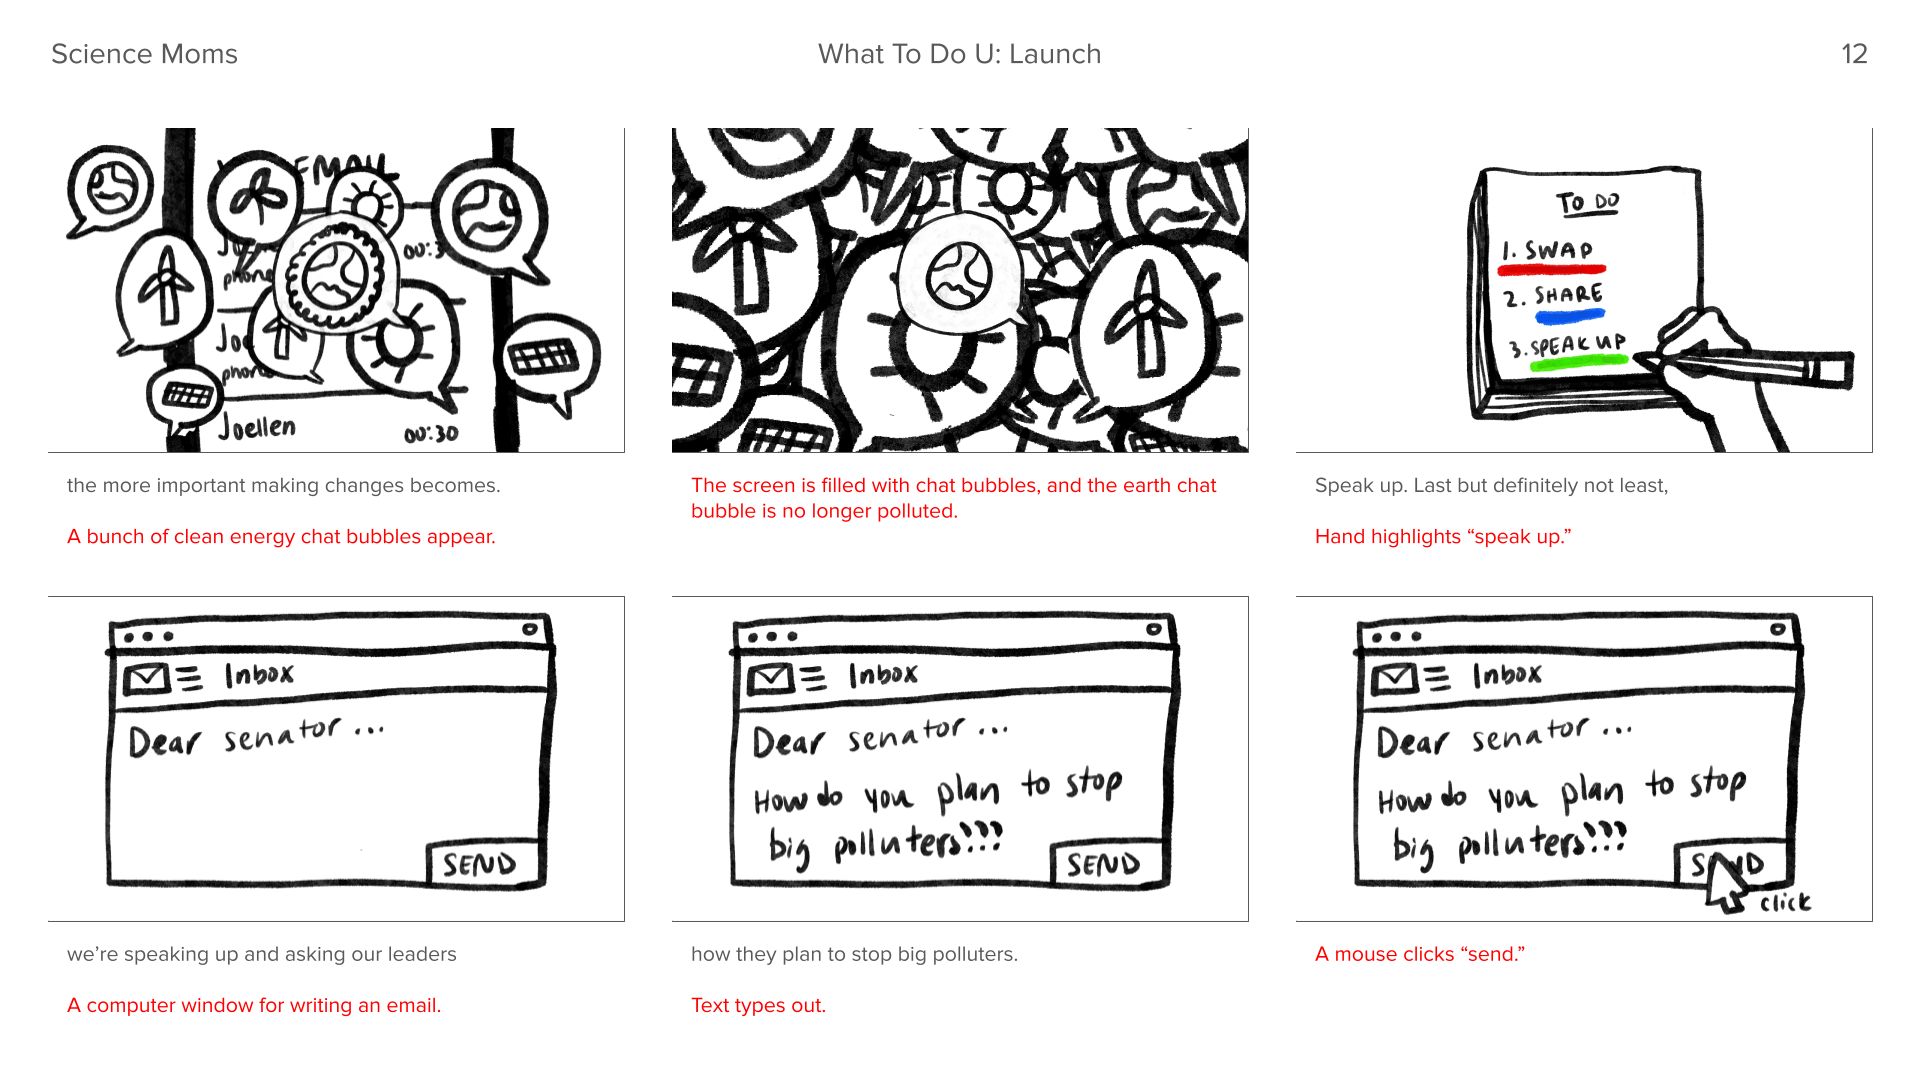 Science Moms
What To Do U: Launch
12
EMAIL
00:3
phone
Jo
phon
Joellen
00:30
the more important making changes becomes.
A bunch of clean energy chat bubbles appear.
The screen is filled with chat bubbles, and the earth chat
bubble is no longer polluted.
TO DO
1. SWAP
2. SHARE
3. SPEAK UP
Speak up. Last but definitely not least,
Hand highlights “speak up.”
Inbox
Dear senator...
SEND
we’re speaking up and asking our leaders
A computer window for writing an email.
Inbox
Dear senator...
How do you plan to stop
big polluters???
SEND
how they plan to stop big polluters.
Text types out.
Inbox
Dear senator...
How do you plan to stop
big polluters???
SEND
click
A mouse clicks “send.”